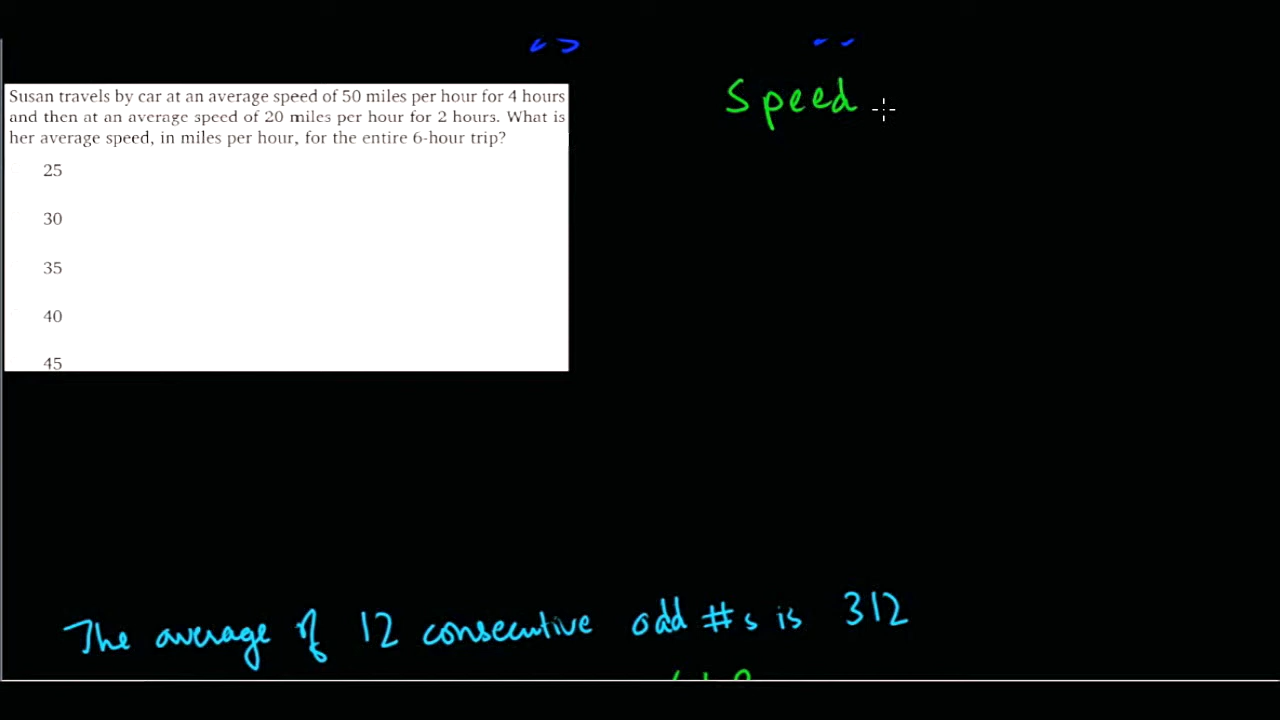 Susan travels by car at an average speed of 50 miles per hour for 4 hours
and then at an average speed of 20 miles per hour for 2 hours. What is
her average speed, in miles per hour, for the entire 6-hour trip?
25
30
35
40
45
Speed
The average of 12 consecutive odd #s is 312